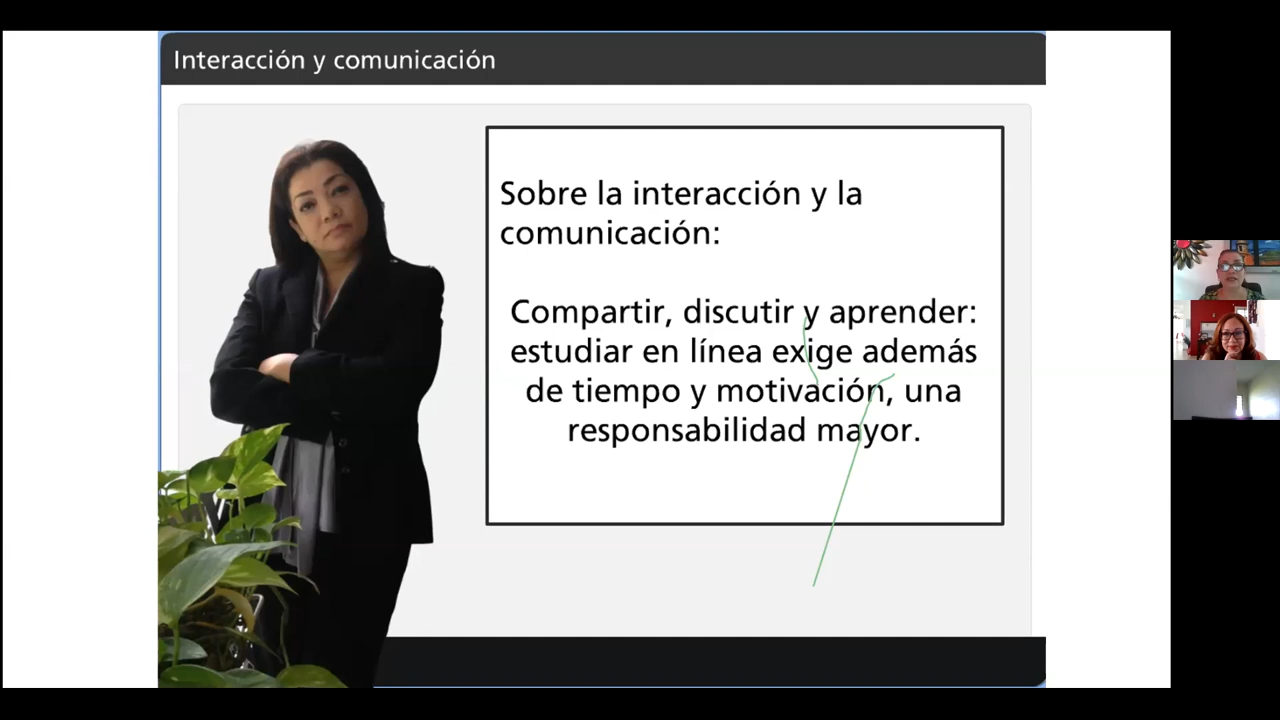 Interacción y comunicación
Sobre la interacción y la
comunicación:
Compartir, discutir y aprender:
estudiar en línea exige además
de tiempo y motivación, una
responsabilidad mayor.